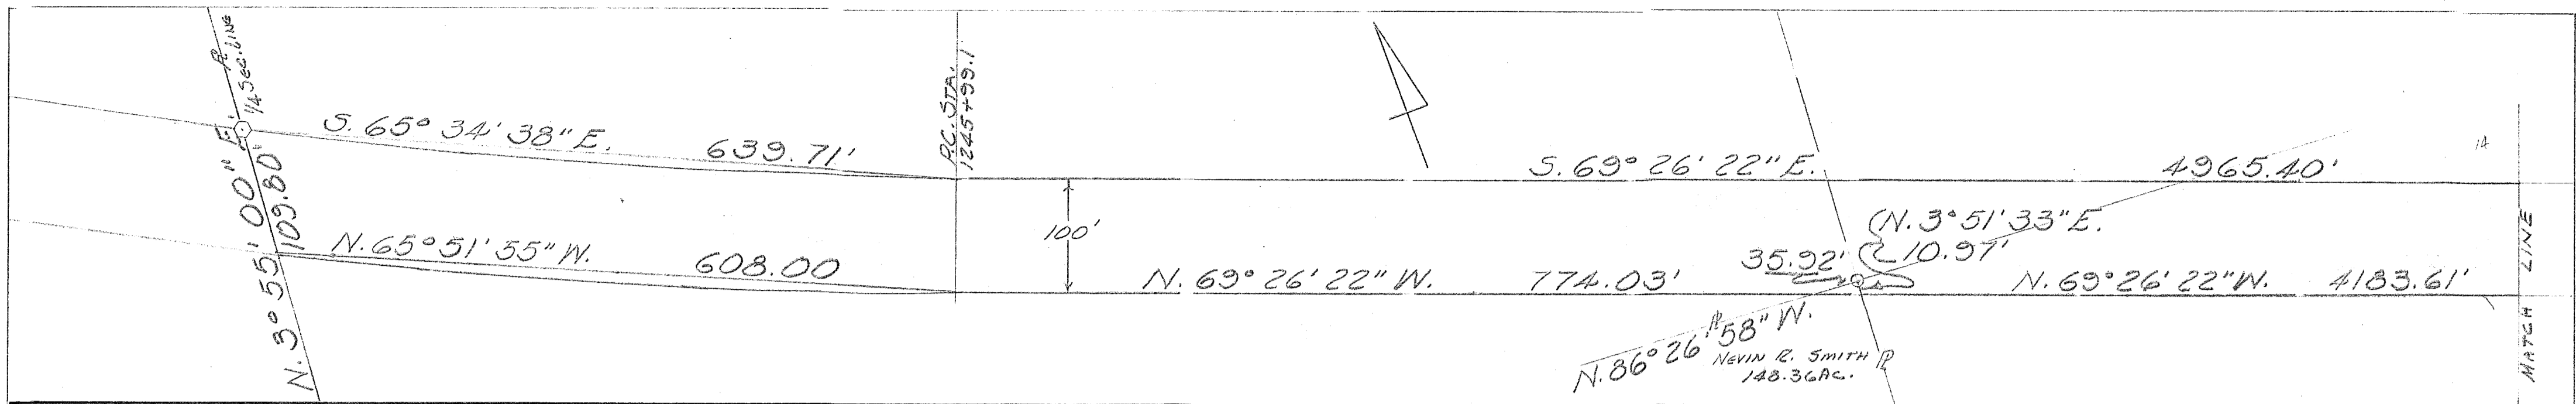 ℞
1/4 SEC. LINE
N. 3° 55' 00" E.
109.80'
S. 65° 34' 38" E. 639.71'
N. 65° 51' 55" W. 608.00
P.C. STA.
1245+99.1
100'
S. 69° 26' 22" E. 4965.40'
N. 69° 26' 22" W. 774.03'
35.92'
N. 3° 51' 33" E.
10.97'
N. 69° 26' 22" W. 4183.61'
N. 86° 26' 58" W.
NEVIN R. SMITH
148.36 AC.
MATCH LINE